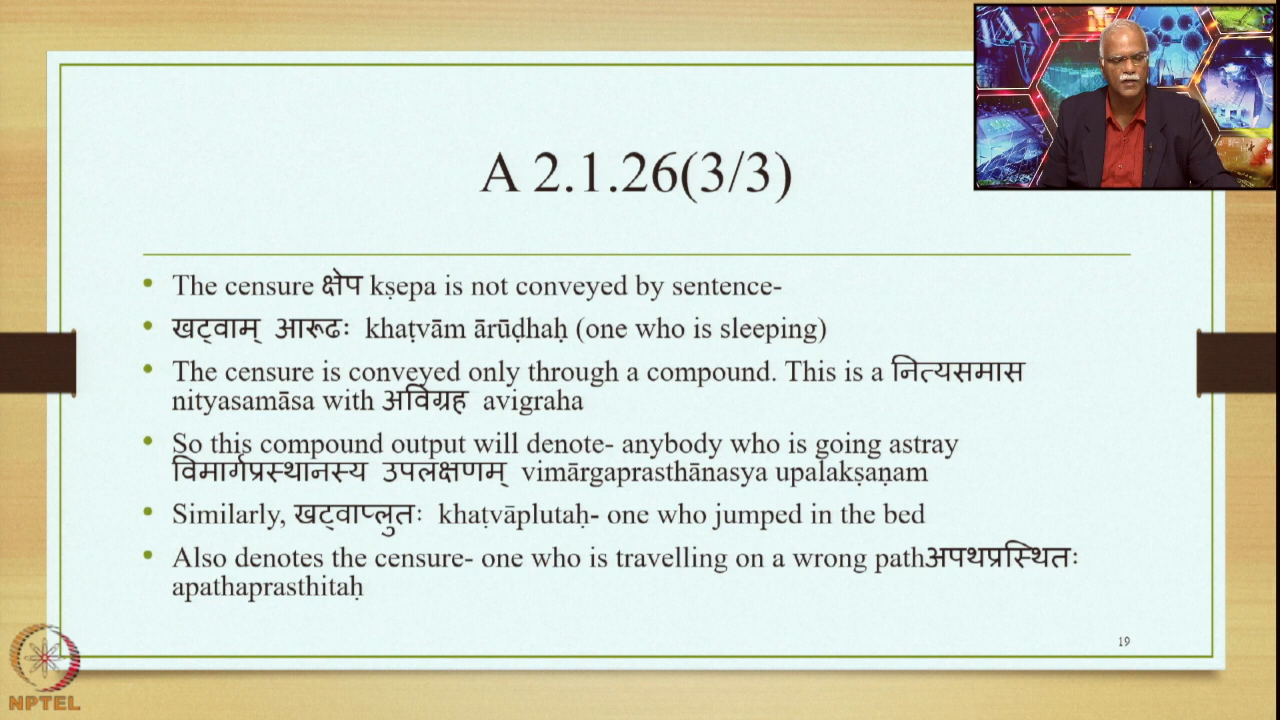 A 2.1.26(3/3)
• The censure क्षेप kṣepa is not conveyed by sentence-
• खट्वाम् आरूढः khaṭvām ārūḍhaḥ (one who is sleeping)
• The censure is conveyed only through a compound. This is a नित्यसमास
nityasamāsa with अविग्रह avigraha
• So this compound output will denote- anybody who is going astray
विमार्गप्रस्थानस्य उपलक्षणम् vimārgaprasthānasya upalakṣaṇam
• Similarly, खट्वाप्लुतः khaṭvāplutaḥ- one who jumped in the bed
• Also denotes the censure- one who is travelling on a wrong pathअपथप्रस्थितः
apathaprasthitaḥ
19
NPTEL